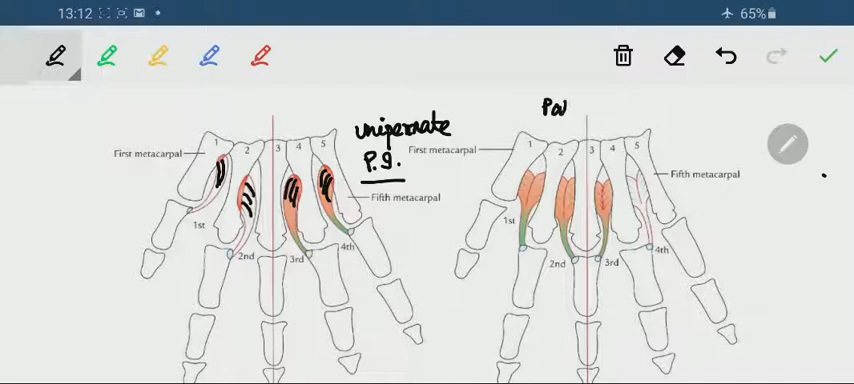 13:12
65%
unipernate
P.I.
Pal
First metacarpal
1
2
3
4
5
Fifth metacarpal
1st
2nd
3rd
4th
First metacarpal
1
2
3
4
5
Fifth metacarpal
1st
2nd
3rd
4th